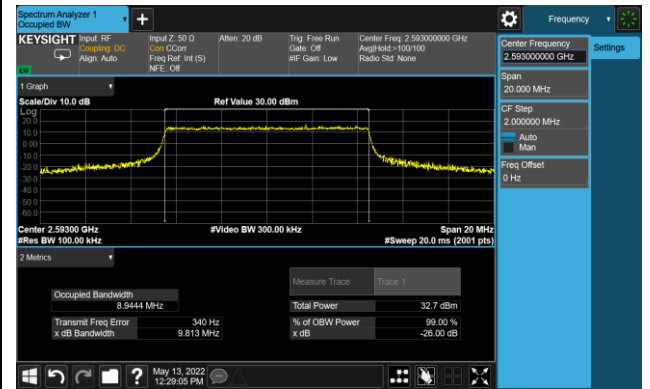 Spectrum Analyzer 1
Occupied BW
+
Frequency
KEYSIGHT
Input: RF
Coupling: DC
Align: Auto
Input Z: 50 Ω
Corr CCorr
Freq Ref: Int (S)
NFE: Off
Atten: 20 dB
Trig: Free Run
Gate: Off
#IF Gain: Low
Center Freq: 2.593000000 GHz
Avg|Hold:>100/100
Radio Std: None
Center Frequency
2.593000000 GHz
Settings
Span
20.000 MHz
CF Step
2.000000 MHz
Auto
Man
Freq Offset
0 Hz
1 Graph
Scale/Div 10.0 dB
Ref Value 30.00 dBm
Log
20.0
10.0
0.00
-10.0
-20.0
-30.0
-40.0
-50.0
-60.0
Center 2.59300 GHz
#Video BW 300.00 kHz
Span 20 MHz
#Res BW 100.00 kHz
#Sweep 20.0 ms (2001 pts)
2 Metrics
Measure Trace
Trace 1
Occupied Bandwidth
8.9444 MHz
Total Power
32.7 dBm
Transmit Freq Error
340 Hz
% of OBW Power
99.00 %
x dB Bandwidth
9.813 MHz
x dB
-26.00 dB
?
May 13, 2022
12:29:05 PM